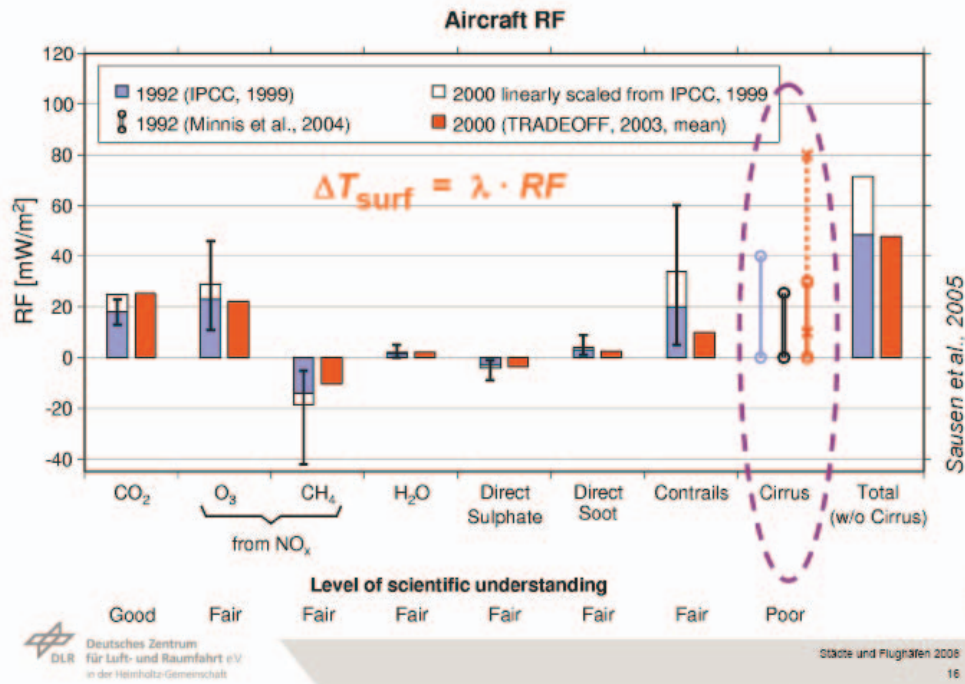 Aircraft RF
1992 (IPCC, 1999)
2000 linearly scaled from IPCC, 1999
1992 (Minnis et al., 2004)
2000 (TRADEOFF, 2003, mean)
ΔT_surf = λ · RF
RF [mW/m²]
120
100
80
60
40
20
0
-20
-40
CO₂
O₃
CH₄
H₂O
Direct
Sulphate
Direct
Soot
Contrails
Cirrus
Total
(w/o Cirrus)
from NOₓ
Sausen et al., 2005
Level of scientific understanding
Good Fair Fair Fair Fair Fair Fair Poor
DLR
Deutsches Zentrum
für Luft- und Raumfahrt e.V.
in der Helmholtz-Gemeinschaft
Städte und Flughäfen 2008
16